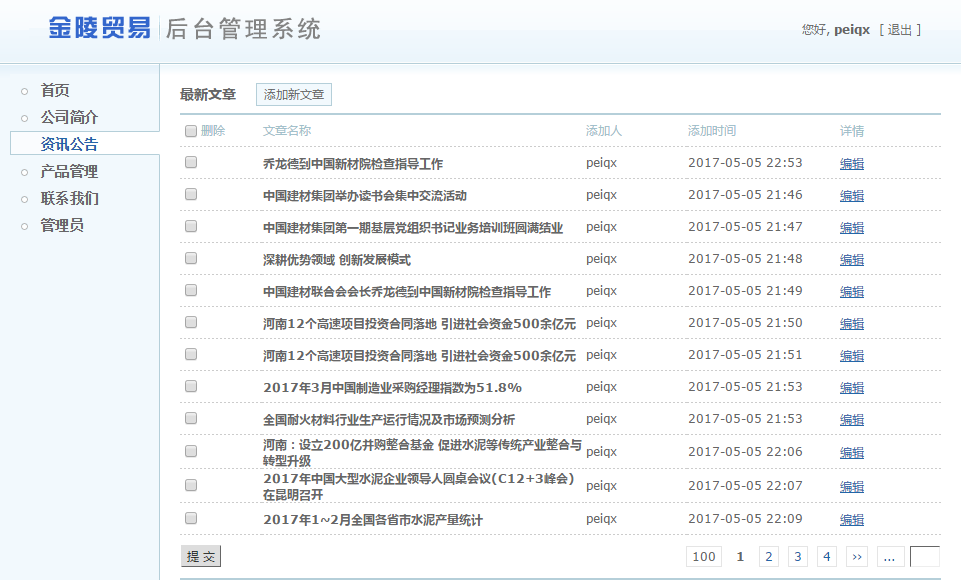 金陵贸易 后台管理系统
您好, peiqx [ 退出 ]
首页
公司简介
资讯公告
产品管理
联系我们
管理员
最新文章 添加新文章
删除 文章名称 添加人 添加时间 详情
乔龙德到中国新材院检查指导工作 peiqx 2017-05-05 22:53 编辑
中国建材集团举办读书会集中交流活动 peiqx 2017-05-05 21:46 编辑
中国建材集团第一期基层党组织书记业务培训班圆满结业 peiqx 2017-05-05 21:47 编辑
深耕优势领域 创新发展模式 peiqx 2017-05-05 21:48 编辑
中国建材联合会会长乔龙德到中国新材院检查指导工作 peiqx 2017-05-05 21:49 编辑
河南12个高速项目投资合同落地 引进社会资金500余亿元 peiqx 2017-05-05 21:50 编辑
河南12个高速项目投资合同落地 引进社会资金500余亿元 peiqx 2017-05-05 21:51 编辑
2017年3月中国制造业采购经理指数为51.8% peiqx 2017-05-05 21:53 编辑
全国耐火材料行业生产运行情况及市场预测分析 peiqx 2017-05-05 21:53 编辑
河南：设立200亿并购整合基金 促进水泥等传统产业整合与
转型升级 peiqx 2017-05-05 22:06 编辑
2017年中国大型水泥企业领导人圆桌会议(C12+3峰会)
在昆明召开 peiqx 2017-05-05 22:07 编辑
2017年1~2月全国各省市水泥产量统计 peiqx 2017-05-05 22:09 编辑
提 交 100 1 2 3 4 ›› ...